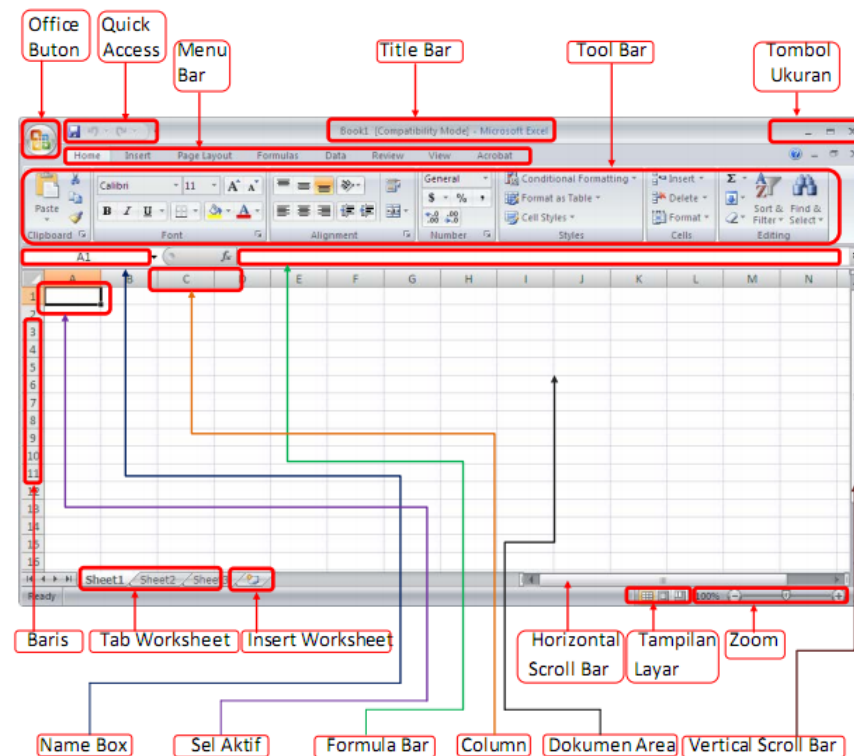 Office
Buton
Quick
Access
Menu
Bar
Title Bar
Tool Bar
Tombol
Ukuran
Book1 [Compatibility Mode] - Microsoft Excel
Home Insert Page Layout Formulas Data Review View Acrobat
Calibri 11 A A General Conditional Formatting Insert Σ
Paste B I U A $ % , Format as Table Delete Sort & Find &
Cell Styles Format Filter Select
Clipboard Font Alignment Number Styles Cells Editing
A1 fx
A B C D E F G H I J K L M N
1
2
3
4
5
6
7
8
9
10
11
12
13
14
15
16
Sheet1 Sheet2 Sheet3
Ready 100%
Baris Tab Worksheet Insert Worksheet
Horizontal
Scroll Bar
Tampilan
Layar
Zoom
Name Box Sel Aktif Formula Bar Column Dokumen Area Vertical Scroll Bar